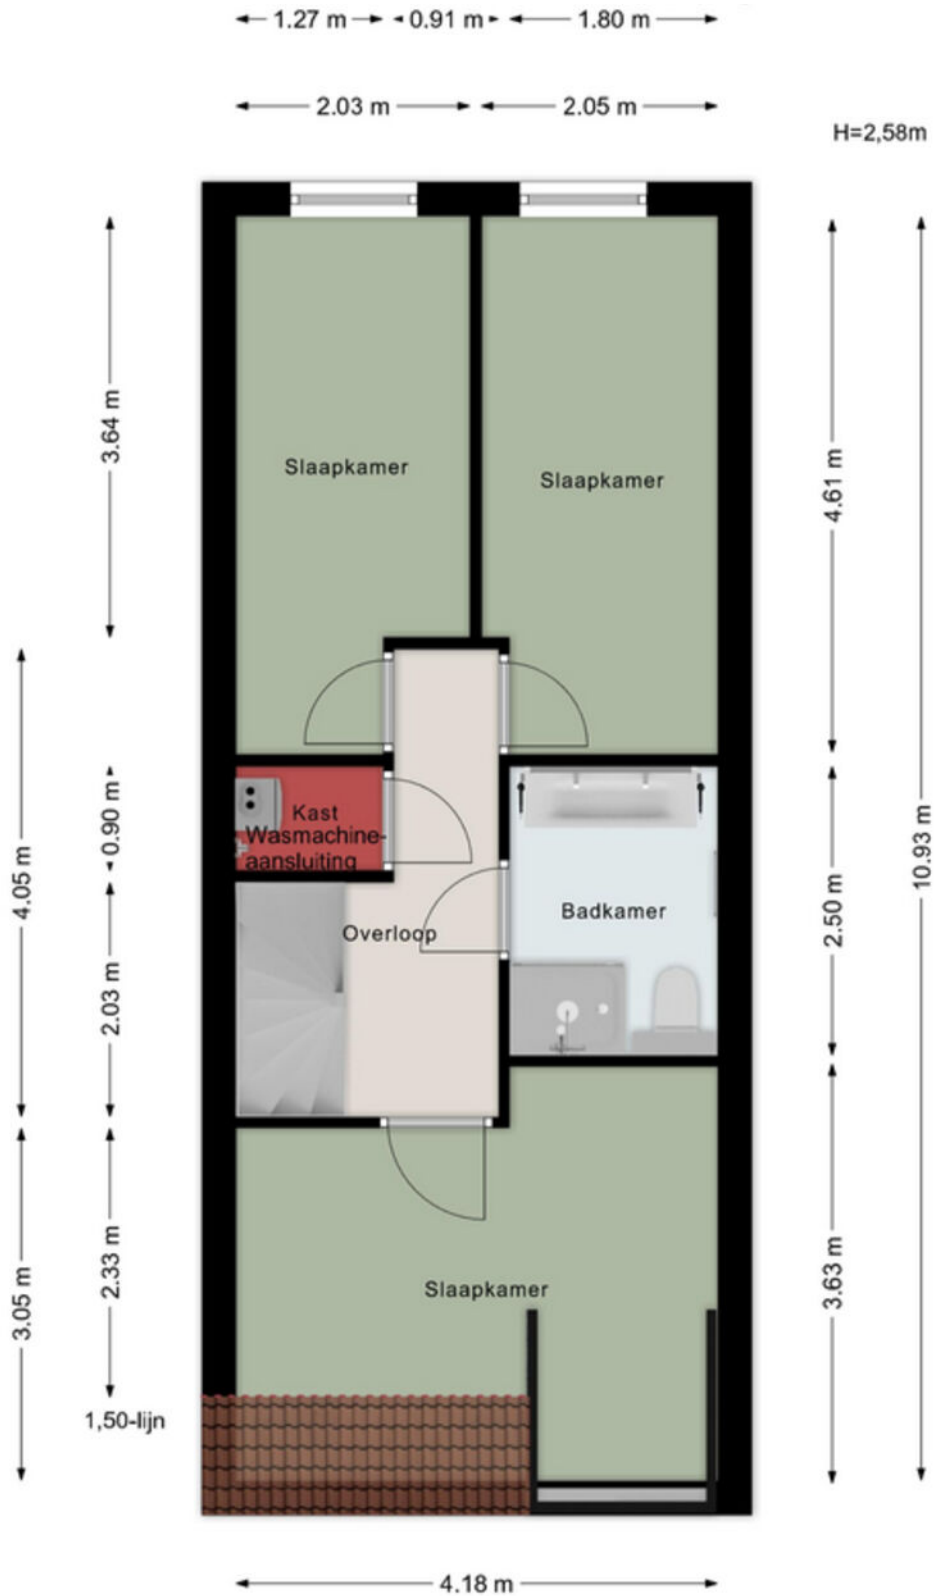 1.27 m
0.91 m
1.80 m
2.03 m
2.05 m
H=2,58m
3.64 m
4.61 m
Slaapkamer
Slaapkamer
0.90 m
Kast
Wasmachine-
aansluiting
4.05 m
10.93 m
2.50 m
Badkamer
Overloop
2.03 m
2.33 m
3.05 m
3.63 m
Slaapkamer
1,50-lijn
4.18 m